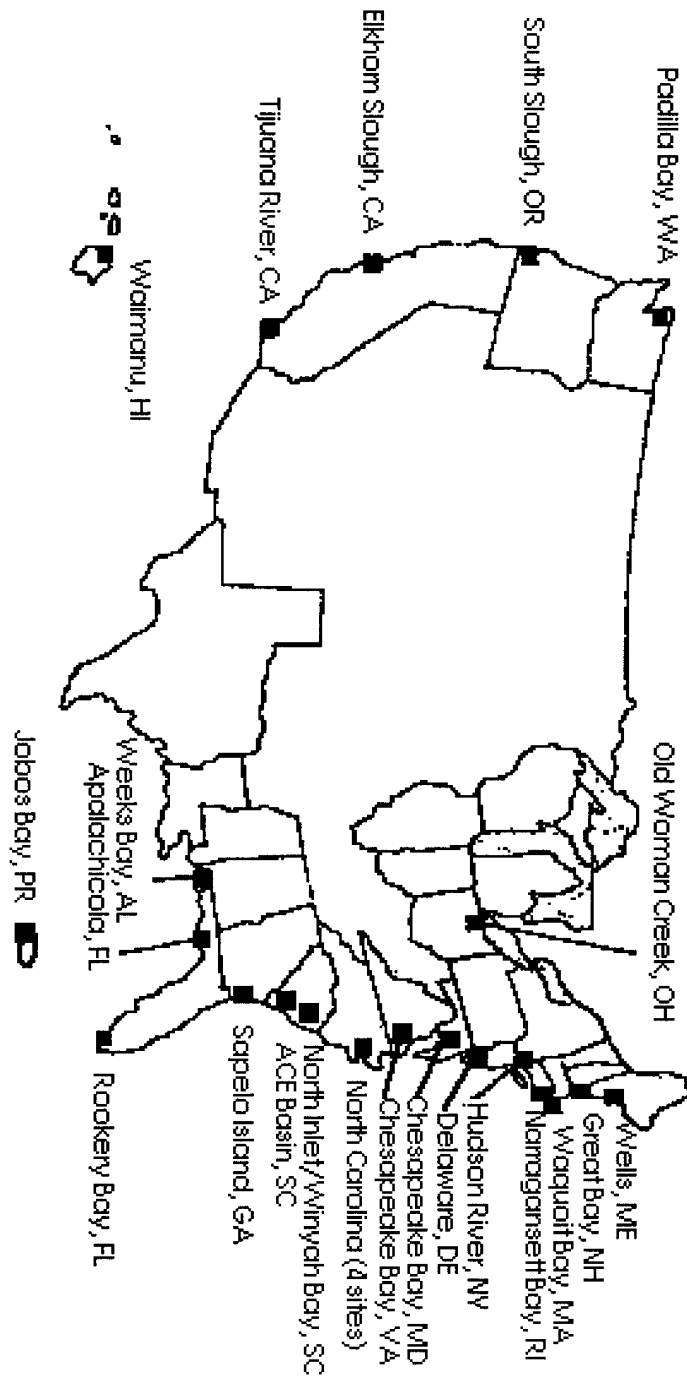 Padilla Bay, WA
South Slough, OR
Elkhorn Slough, CA
Tijuana River, CA
Waimanu, HI
Old Woman Creek, OH
Wells, ME
Great Bay, NH
Waquoit Bay, MA
Narragansett Bay, RI
Hudson River, NY
Delaware, DE
Chesapeake Bay, MD
Chesapeake Bay, VA
North Carolina (4 sites)
North Inlet/Winyah Bay, SC
ACE Basin, SC
Sapelo Island, GA
Weeks Bay, AL
Apalachicola, FL
Rookery Bay, FL
Jobos Bay, PR